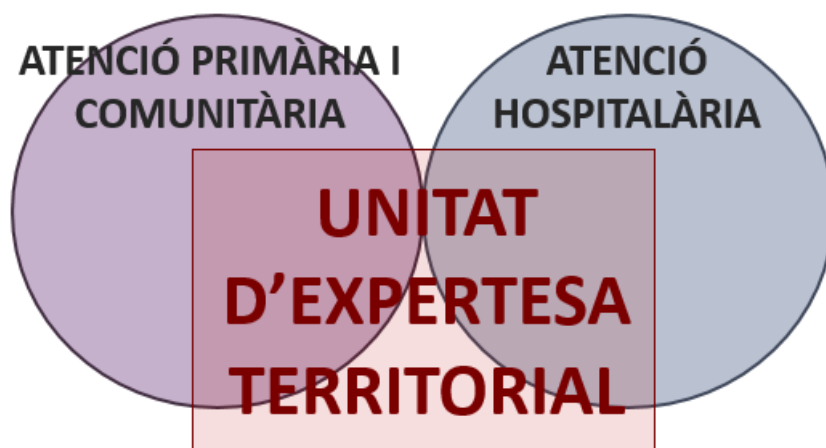 ATENCIÓ PRIMÀRIA I
COMUNITÀRIA
ATENCIÓ
HOSPITALÀRIA
UNITAT
D’EXPERTESA
TERRITORIAL